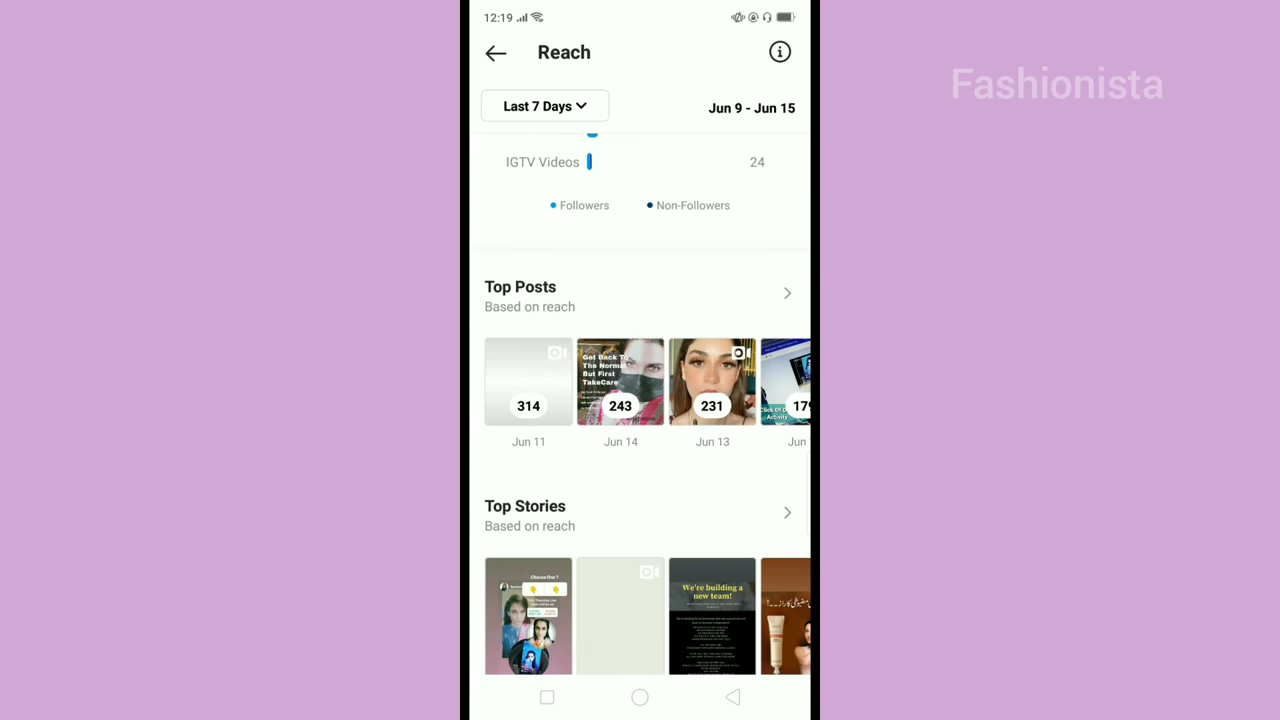 12:19
Reach
Fashionista
Last 7 Days
Jun 9 - Jun 15
IGTV Videos 24
Followers Non-Followers
Top Posts
Based on reach
Get Back To
The Normal
But First
TakeCare
Click Of D
Activity
314 243 231 179
Jun 11 Jun 14 Jun 13 Jun
Top Stories
Based on reach
Choose One ?
We're building a
new team!